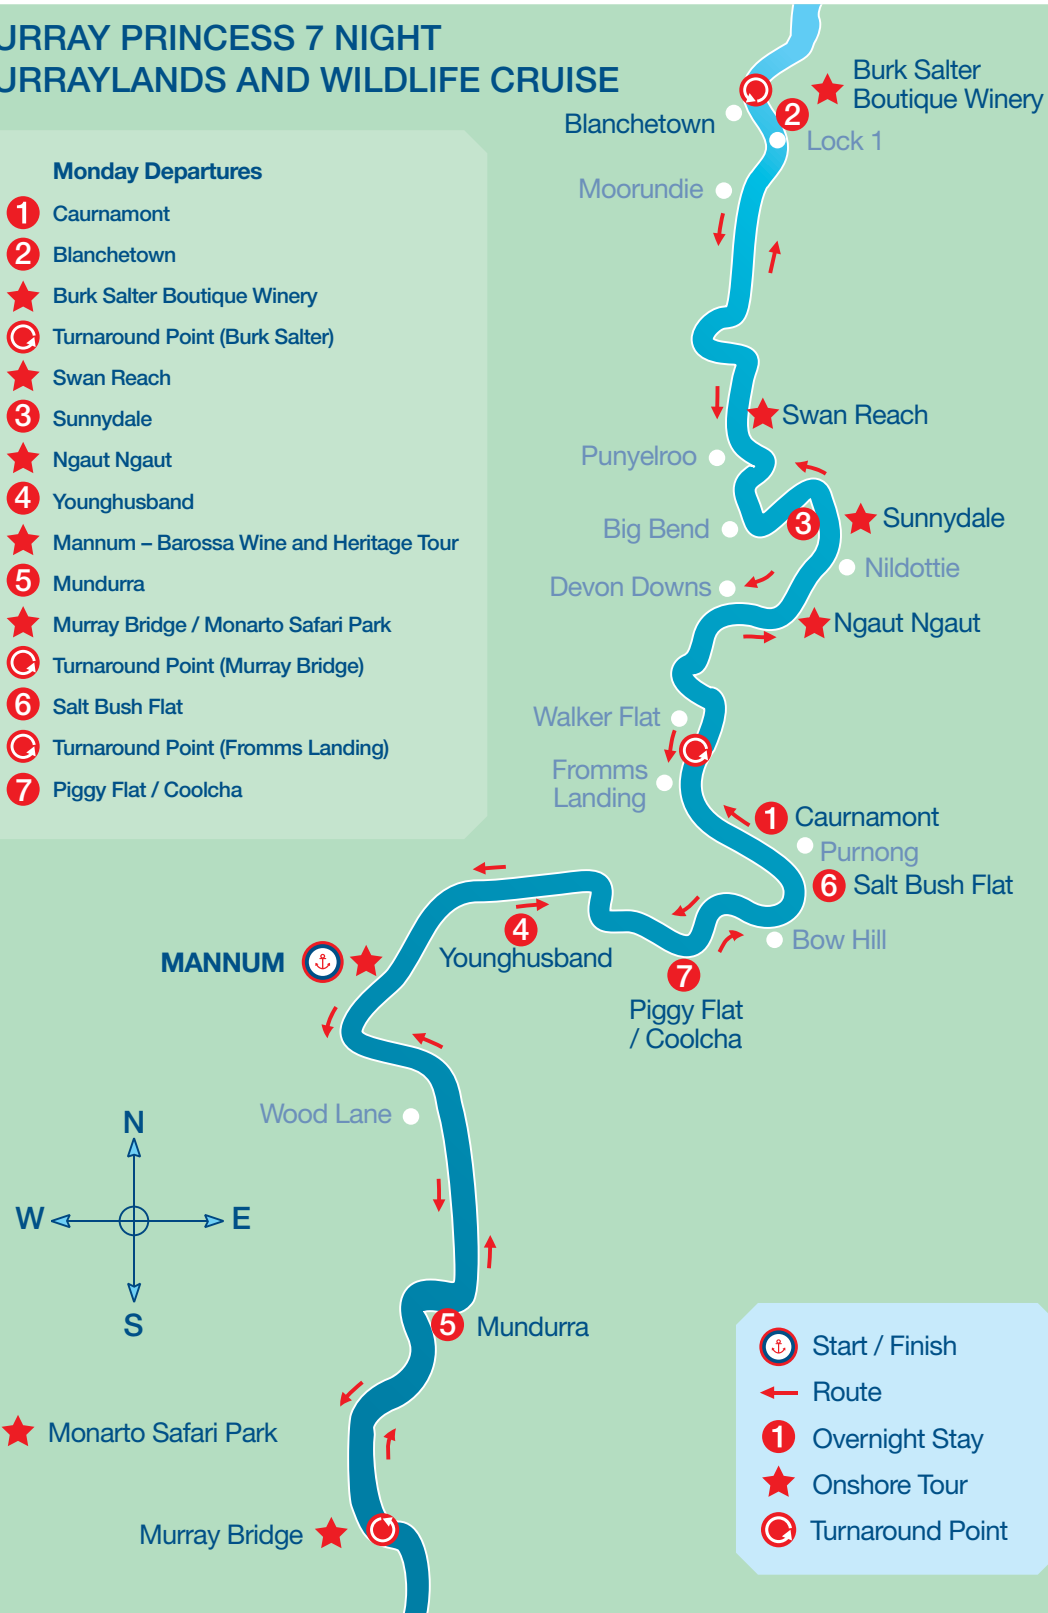 URRAY PRINCESS 7 NIGHT
URRAYLANDS AND WILDLIFE CRUISE
Monday Departures
1 Caurnamont
2 Blanchetown
Burk Salter Boutique Winery
Turnaround Point (Burk Salter)
Swan Reach
3 Sunnydale
Ngaut Ngaut
4 Younghusband
Mannum – Barossa Wine and Heritage Tour
5 Mundurra
Murray Bridge / Monarto Safari Park
Turnaround Point (Murray Bridge)
6 Salt Bush Flat
Turnaround Point (Fromms Landing)
7 Piggy Flat / Coolcha
Burk Salter
Boutique Winery
2
Blanchetown
Lock 1
Moorundie
Swan Reach
Punyelroo
3
Sunnydale
Big Bend
Nildottie
Devon Downs
Ngaut Ngaut
Walker Flat
Fromms
Landing
1 Caurnamont
Purnong
6 Salt Bush Flat
4
Younghusband
Bow Hill
MANNUM
7
Piggy Flat
/ Coolcha
Wood Lane
N
W E
S
5 Mundurra
Monarto Safari Park
Murray Bridge
Start / Finish
Route
1 Overnight Stay
Onshore Tour
Turnaround Point